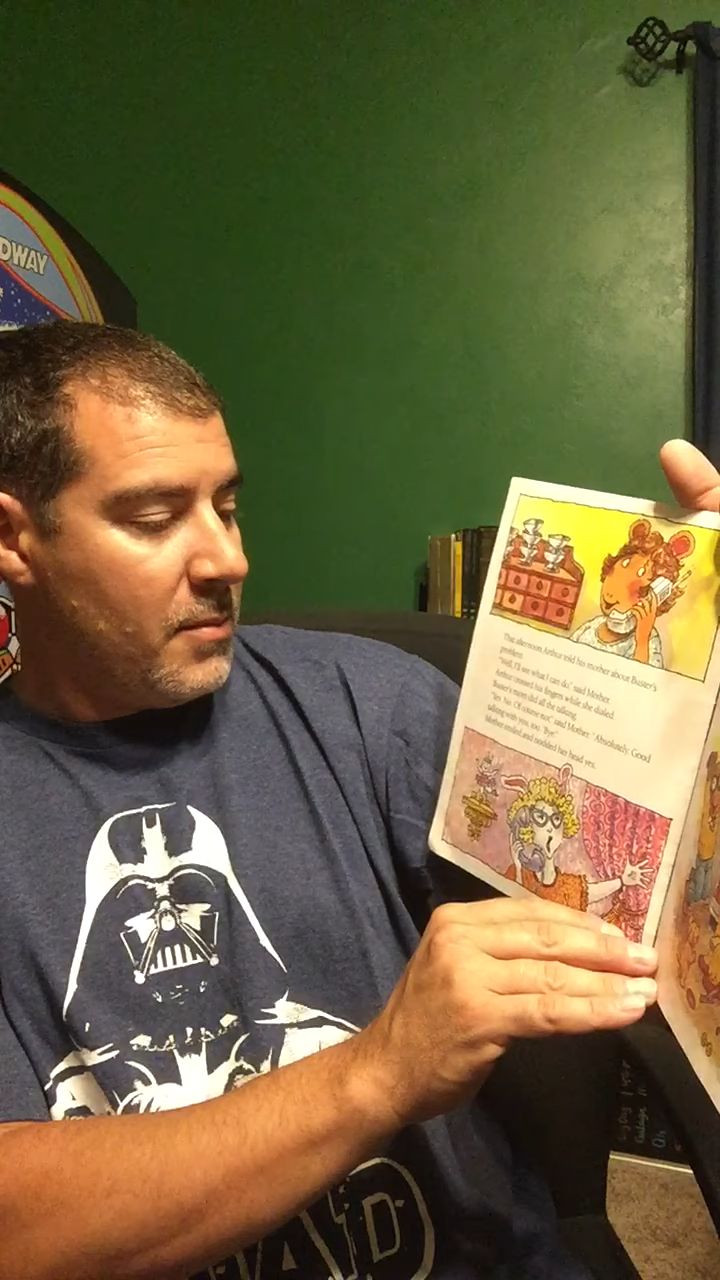 DWAY
That afternoon Arthur told his mother about Buster's
problem.
"Well, I'll see what I can do," said Mother.
Arthur crossed his fingers while she dialed.
Buster's mom did all the talking.
"Yes. No. Of course not," said Mother. "Absolutely. Good
talking with you, too. Bye."
Mother smiled and nodded her head yes.